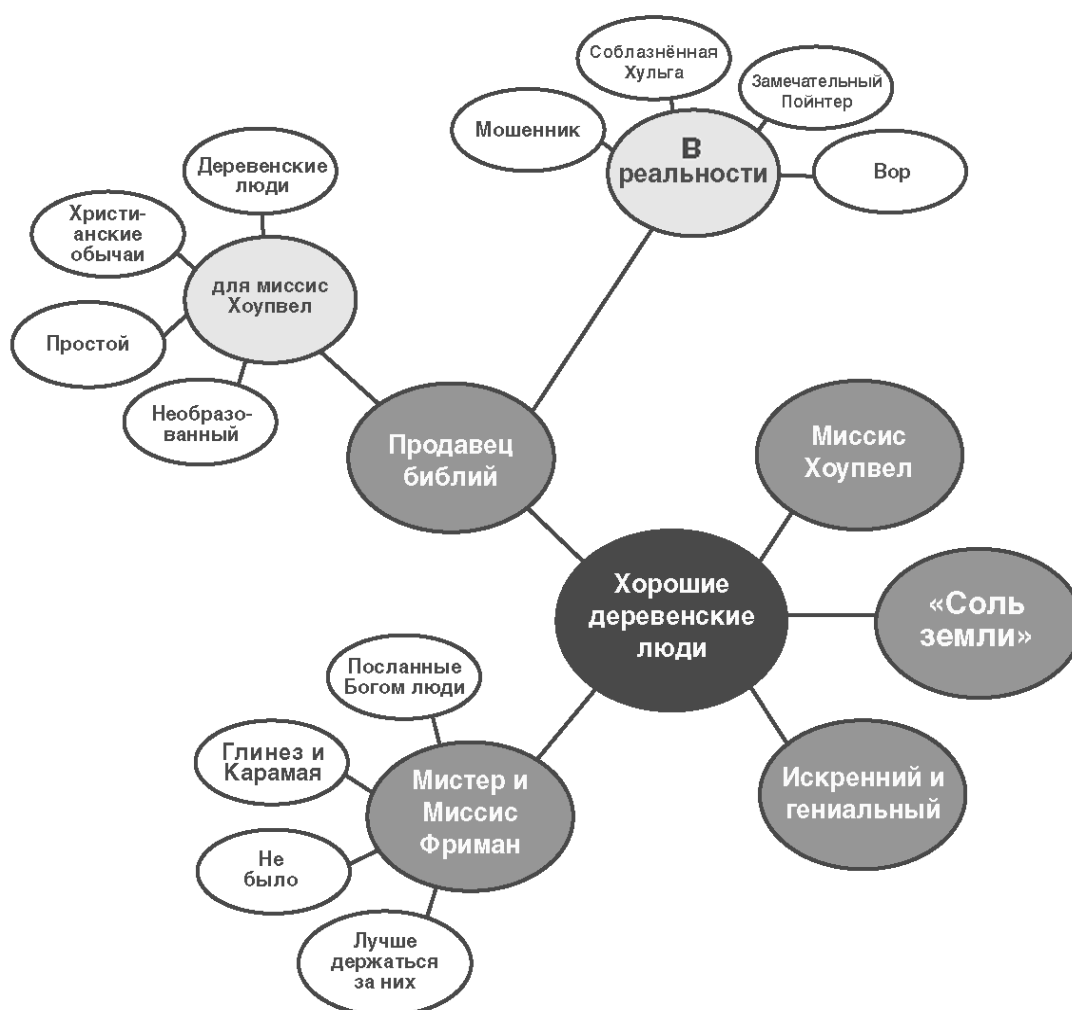 Соблазнённая
Хульга
Замечательный
Пойнтер
Мошенник
В
реальности
Вор
Деревенские
люди
Христи-
анские
обычаи
для миссис
Хоупвел
Простой
Необразо-
ванный
Продавец
библий
Миссис
Хоупвел
Хорошие
деревенские
люди
«Соль
земли»
Посланные
Богом люди
Глинез и
Карамая
Мистер и
Миссис
Фриман
Искренний и
гениальный
Не
было
Лучше
держаться
за них